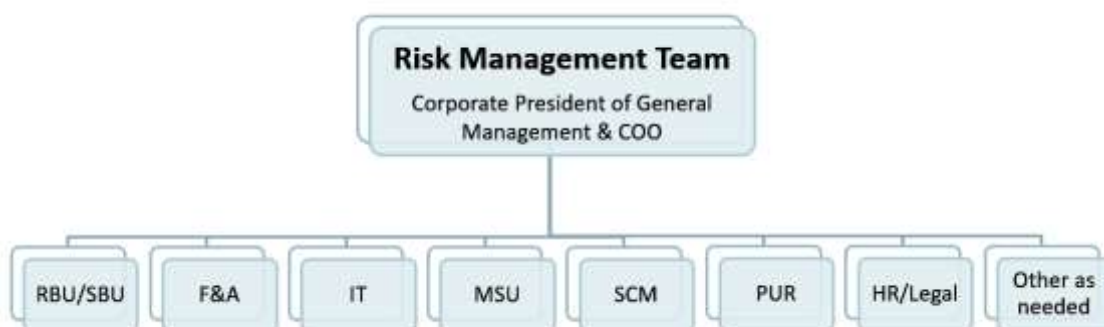 Risk Management Team
Corporate President of General
Management & COO
RBU/SBU
F&A
IT
MSU
SCM
PUR
HR/Legal
Other as
needed